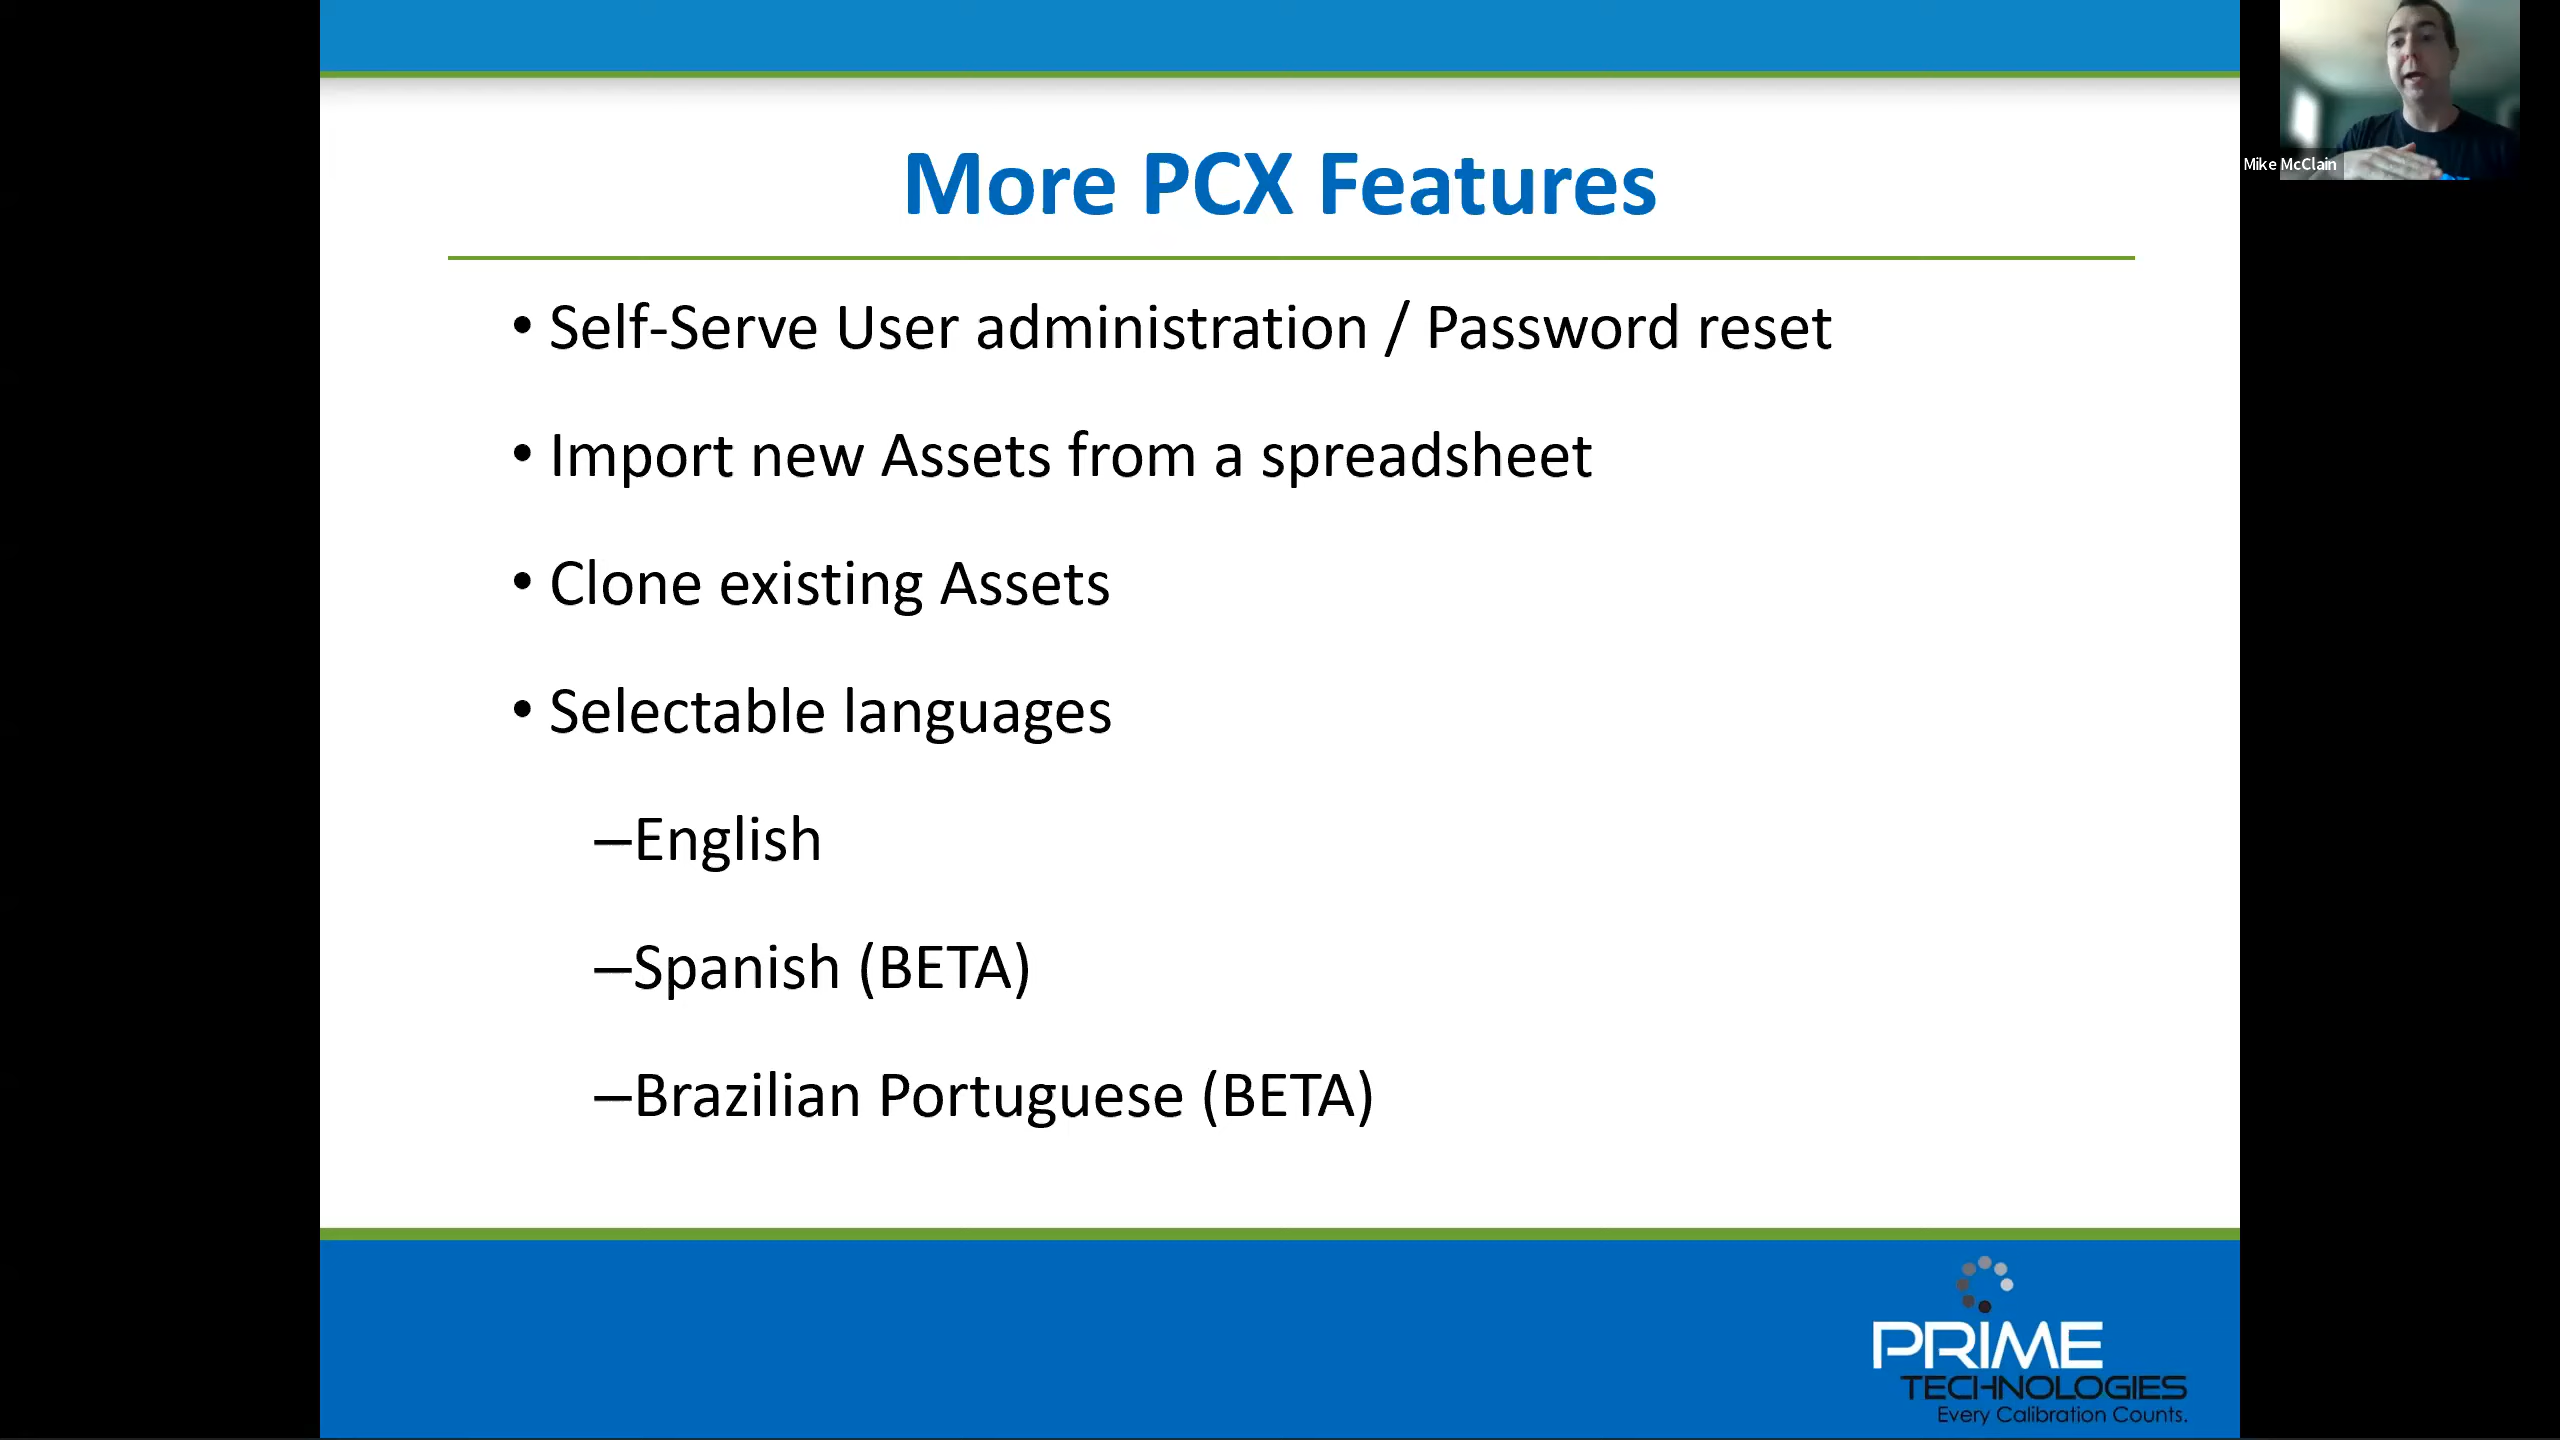 More PCX Features
• Self-Serve User administration / Password reset
• Import new Assets from a spreadsheet
• Clone existing Assets
• Selectable languages
–English
–Spanish (BETA)
–Brazilian Portuguese (BETA)
Mike McClain
PRIME
TECHNOLOGIES
Every Calibration Counts.